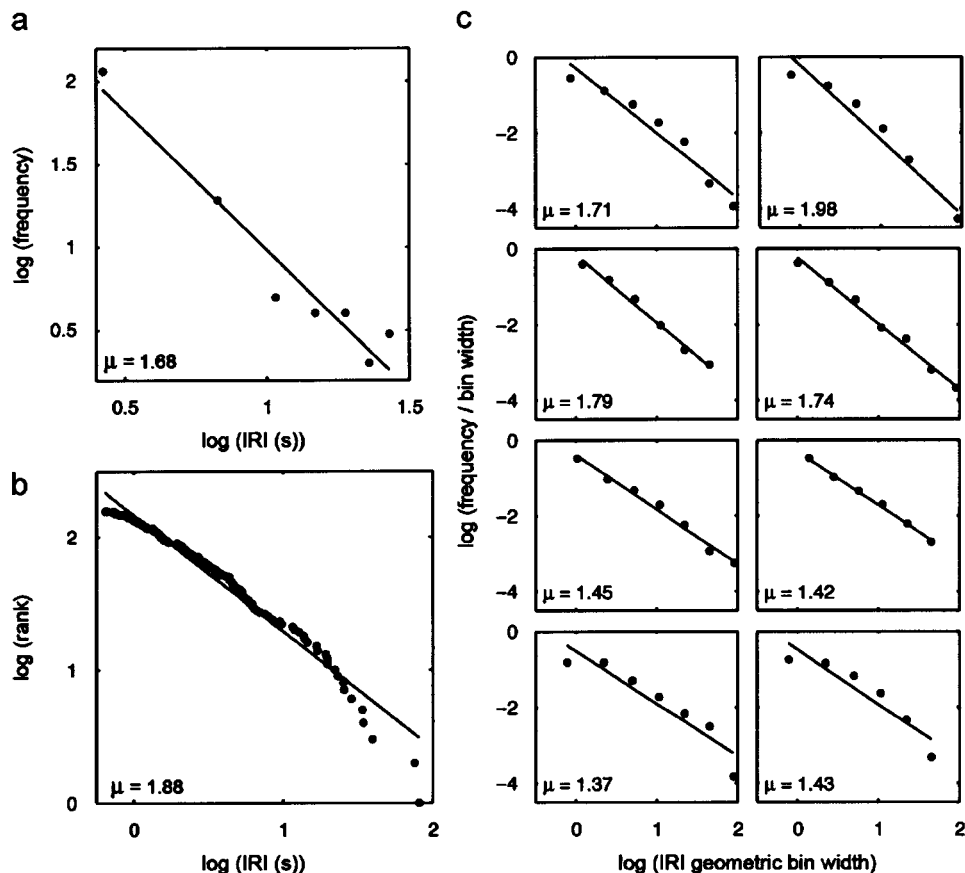 a
2
1.5
1
0.5
log (frequency)
μ = 1.68
0.5
1
1.5
log (IRI (s))
b
2
1
0
log (rank)
μ = 1.88
0
1
2
log (IRI (s))
c
0
−2
−4
μ = 1.71
μ = 1.98
0
−2
−4
μ = 1.79
μ = 1.74
log (frequency / bin width)
0
−2
−4
μ = 1.45
μ = 1.42
0
−2
−4
μ = 1.37
μ = 1.43
0
1
2
0
1
2
log (IRI geometric bin width)